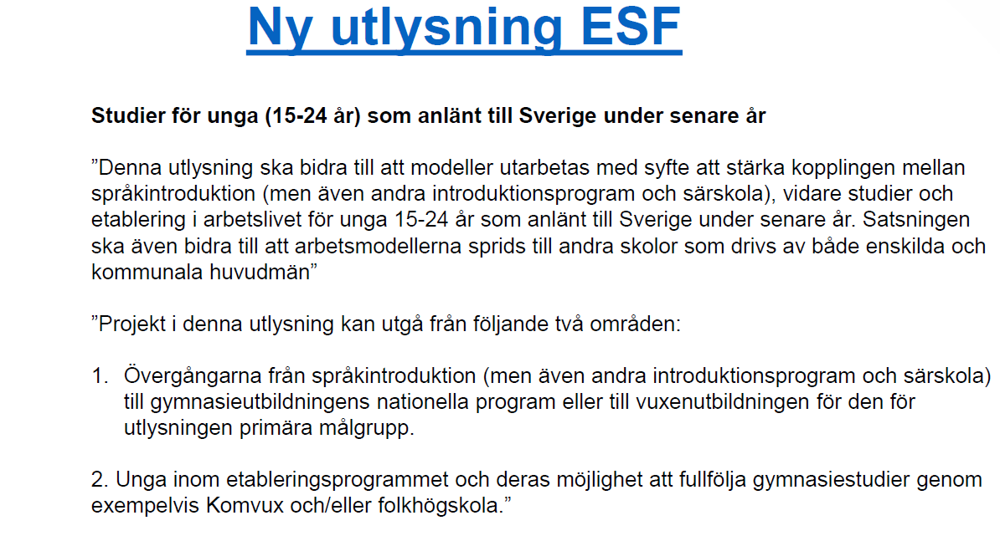 Ny utlysning ESF
Studier för unga (15-24 år) som anlänt till Sverige under senare år
”Denna utlysning ska bidra till att modeller utarbetas med syfte att stärka kopplingen mellan
språkintroduktion (men även andra introduktionsprogram och särskola), vidare studier och
etablering i arbetslivet för unga 15-24 år som anlänt till Sverige under senare år. Satsningen
ska även bidra till att arbetsmodellerna sprids till andra skolor som drivs av både enskilda och
kommunala huvudmän”
”Projekt i denna utlysning kan utgå från följande två områden:
1. Övergångarna från språkintroduktion (men även andra introduktionsprogram och särskola)
till gymnasieutbildningens nationella program eller till vuxenutbildningen för den för
utlysningen primära målgrupp.
2. Unga inom etableringsprogrammet och deras möjlighet att fullfölja gymnasiestudier genom
exempelvis Komvux och/eller folkhögskola.”